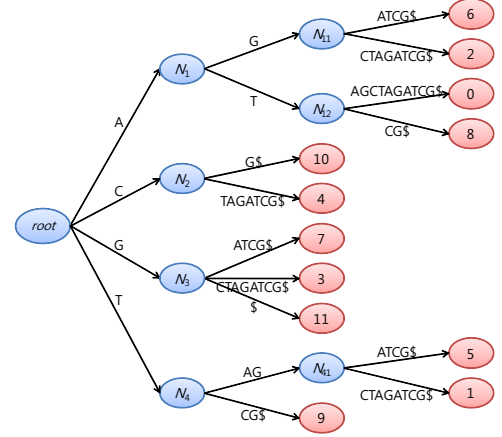 ATCG$
6
G
N11
CTAGATCG$
2
N1
A
T
AGCTAGATCG$
0
N12
CG$
8
G$
10
C
N2
TAGATCG$
4
root
G
ATCG$
7
N3
CTAGATCG$
3
$
11
T
ATCG$
5
AG
N41
CTAGATCG$
1
N4
CG$
9